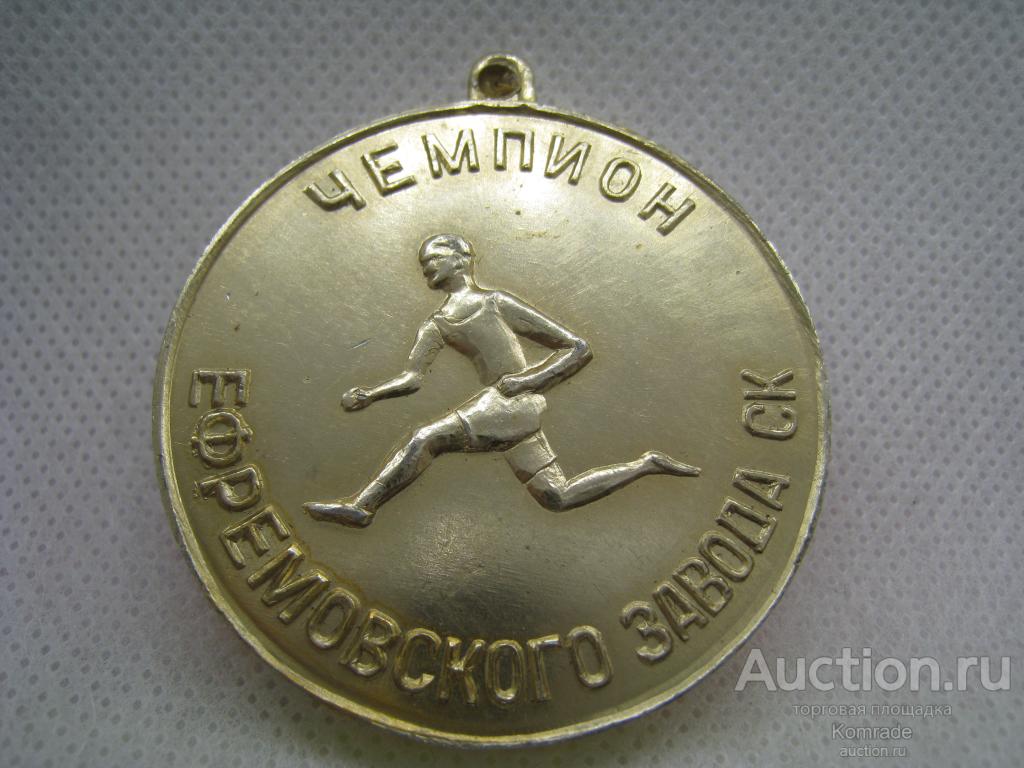 ЧЕМПИОН
ЕФРЕМОВСКОГО ЗАВОДА СК
Auction.ru
торговая площадка
Komrade
auction.ru